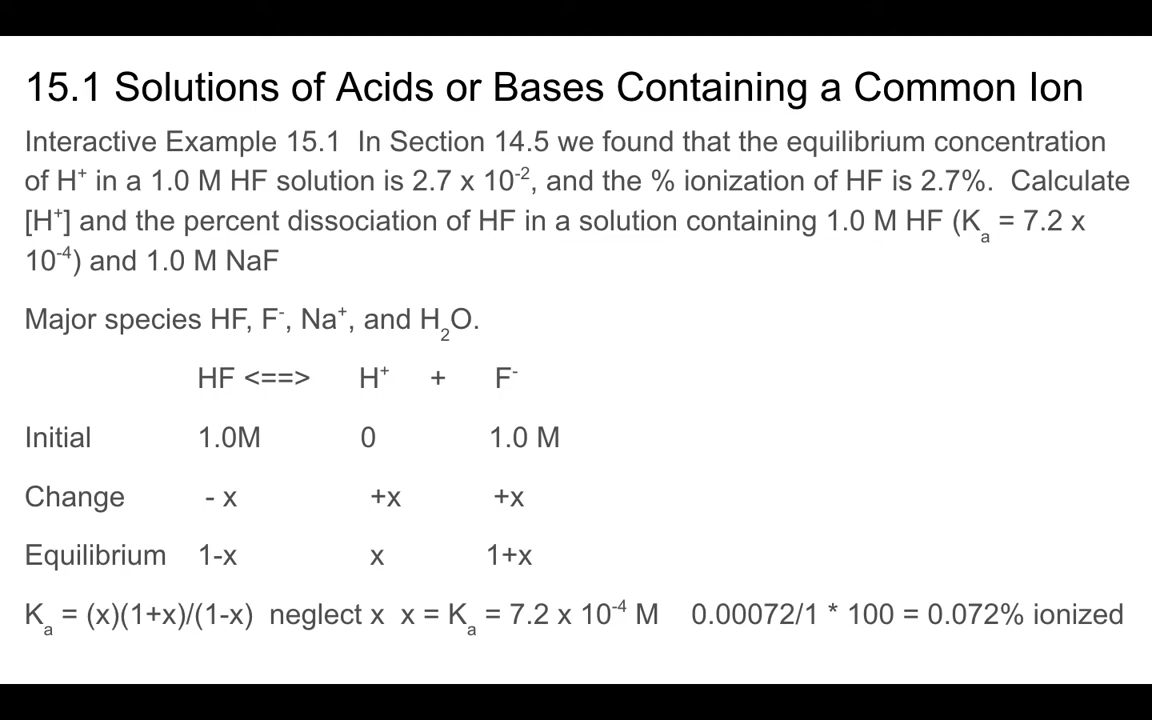 15.1 Solutions of Acids or Bases Containing a Common Ion
Interactive Example 15.1  In Section 14.5 we found that the equilibrium concentration
of H⁺ in a 1.0 M HF solution is 2.7 x 10⁻², and the % ionization of HF is 2.7%.  Calculate
[H⁺] and the percent dissociation of HF in a solution containing 1.0 M HF (Kₐ = 7.2 x
10⁻⁴) and 1.0 M NaF
Major species HF, F⁻, Na⁺, and H₂O.
HF <==> H⁺ + F⁻
Initial 1.0M 0 1.0 M
Change - x +x +x
Equilibrium 1-x x 1+x
Kₐ = (x)(1+x)/(1-x)  neglect x  x = Kₐ = 7.2 x 10⁻⁴ M    0.00072/1 * 100 = 0.072% ionized